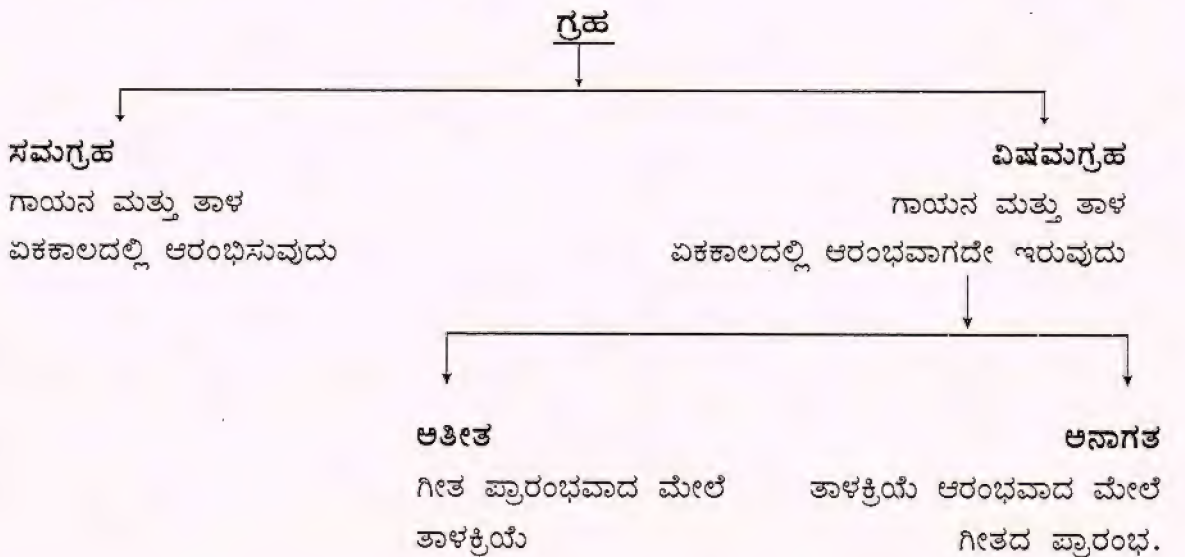 ಗ್ರಹ
ಸಮಗ್ರಹ
ಗಾಯನ ಮತ್ತು ತಾಳ
ಏಕಕಾಲದಲ್ಲಿ ಆರಂಭಿಸುವುದು
ವಿಷಮಗ್ರಹ
ಗಾಯನ ಮತ್ತು ತಾಳ
ಏಕಕಾಲದಲ್ಲಿ ಆರಂಭವಾಗದೇ ಇರುವುದು
ಅತೀತ
ಗೀತ ಪ್ರಾರಂಭವಾದ ಮೇಲೆ
ತಾಳಕ್ರಿಯೆ
ಅನಾಗತ
ತಾಳಕ್ರಿಯೆ ಆರಂಭವಾದ ಮೇಲೆ
ಗೀತದ ಪ್ರಾರಂಭ.